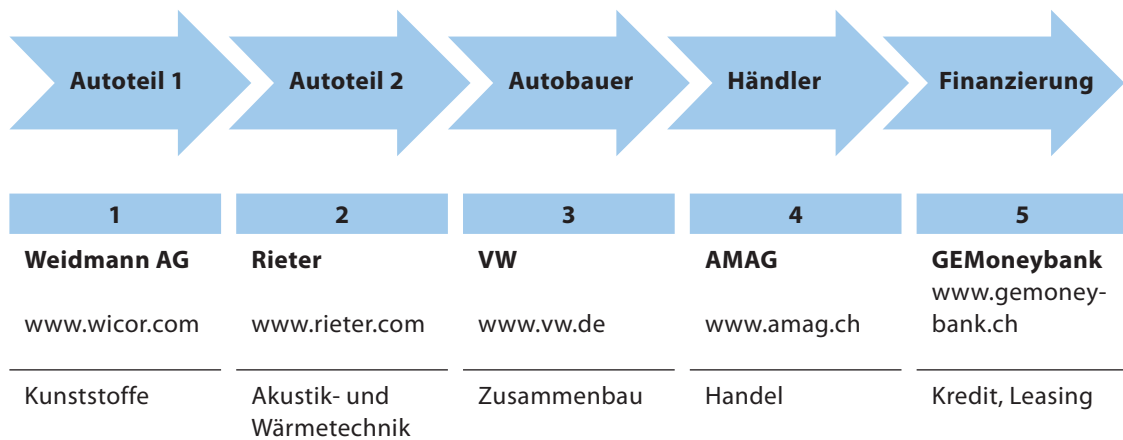 Autoteil 1
Autoteil 2
Autobauer
Händler
Finanzierung
1
2
3
4
5
Weidmann AG
Rieter
VW
AMAG
GEMoneybank
www.wicor.com
www.rieter.com
www.vw.de
www.amag.ch
www.gemoney-
bank.ch
Kunststoffe
Akustik- und
Wärmetechnik
Zusammenbau
Handel
Kredit, Leasing